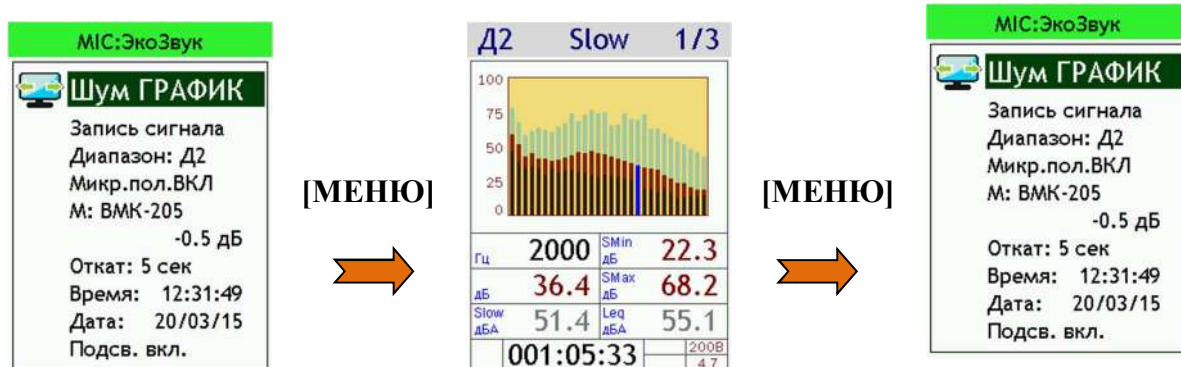 MIC:ЭкоЗвук
Шум ГРАФИК
Запись сигнала
Диапазон: Д2
Микр.пол.ВКЛ
М: ВМК-205
-0.5 дБ
Откат: 5 сек
Время: 12:31:49
Дата: 20/03/15
Подсв. вкл.
[МЕНЮ]
Д2 Slow 1/3
100
75
50
25
0
Гц 2000 SMin дБ 22.3
дБ 36.4 SMax дБ 68.2
Slow дБА 51.4 Leq дБА 55.1
001:05:33 200В
4.7
[МЕНЮ]
MIC:ЭкоЗвук
Шум ГРАФИК
Запись сигнала
Диапазон: Д2
Микр.пол.ВКЛ
М: ВМК-205
-0.5 дБ
Откат: 5 сек
Время: 12:31:49
Дата: 20/03/15
Подсв. вкл.